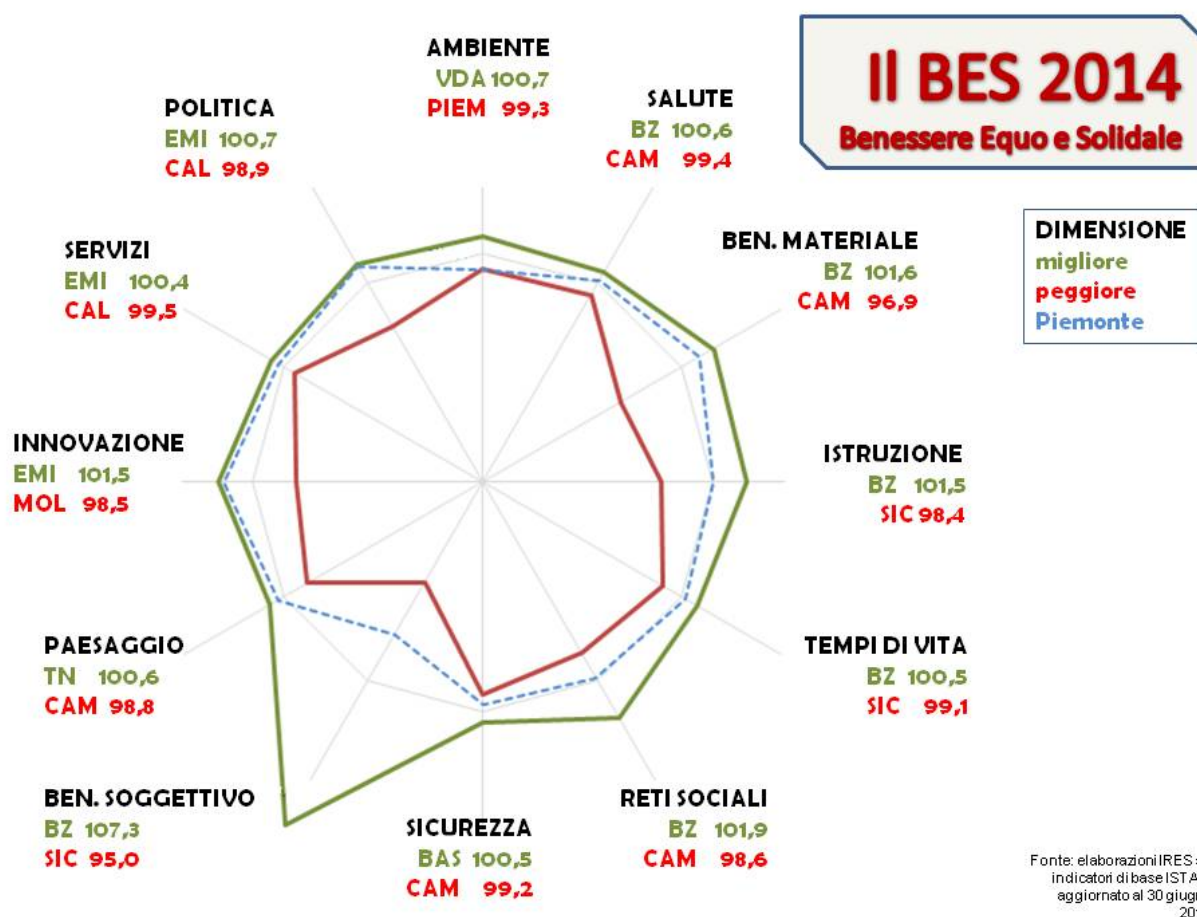 Il BES 2014
Benessere Equo e Solidale
AMBIENTE
VDA 100,7
PIEM 99,3
SALUTE
BZ 100,6
CAM 99,4
BEN. MATERIALE
BZ 101,6
CAM 96,9
ISTRUZIONE
BZ 101,5
SIC 98,4
TEMPI DI VITA
BZ 100,5
SIC 99,1
RETI SOCIALI
BZ 101,9
CAM 98,6
SICUREZZA
BAS 100,5
CAM 99,2
BEN. SOGGETTIVO
BZ 107,3
SIC 95,0
PAESAGGIO
TN 100,6
CAM 98,8
INNOVAZIONE
EMI 101,5
MOL 98,5
SERVIZI
EMI 100,4
CAL 99,5
POLITICA
EMI 100,7
CAL 98,9
DIMENSIONE
migliore
peggiore
Piemonte
Fonte: elaborazioni IRES
indicatori di base
aggiornato al 30